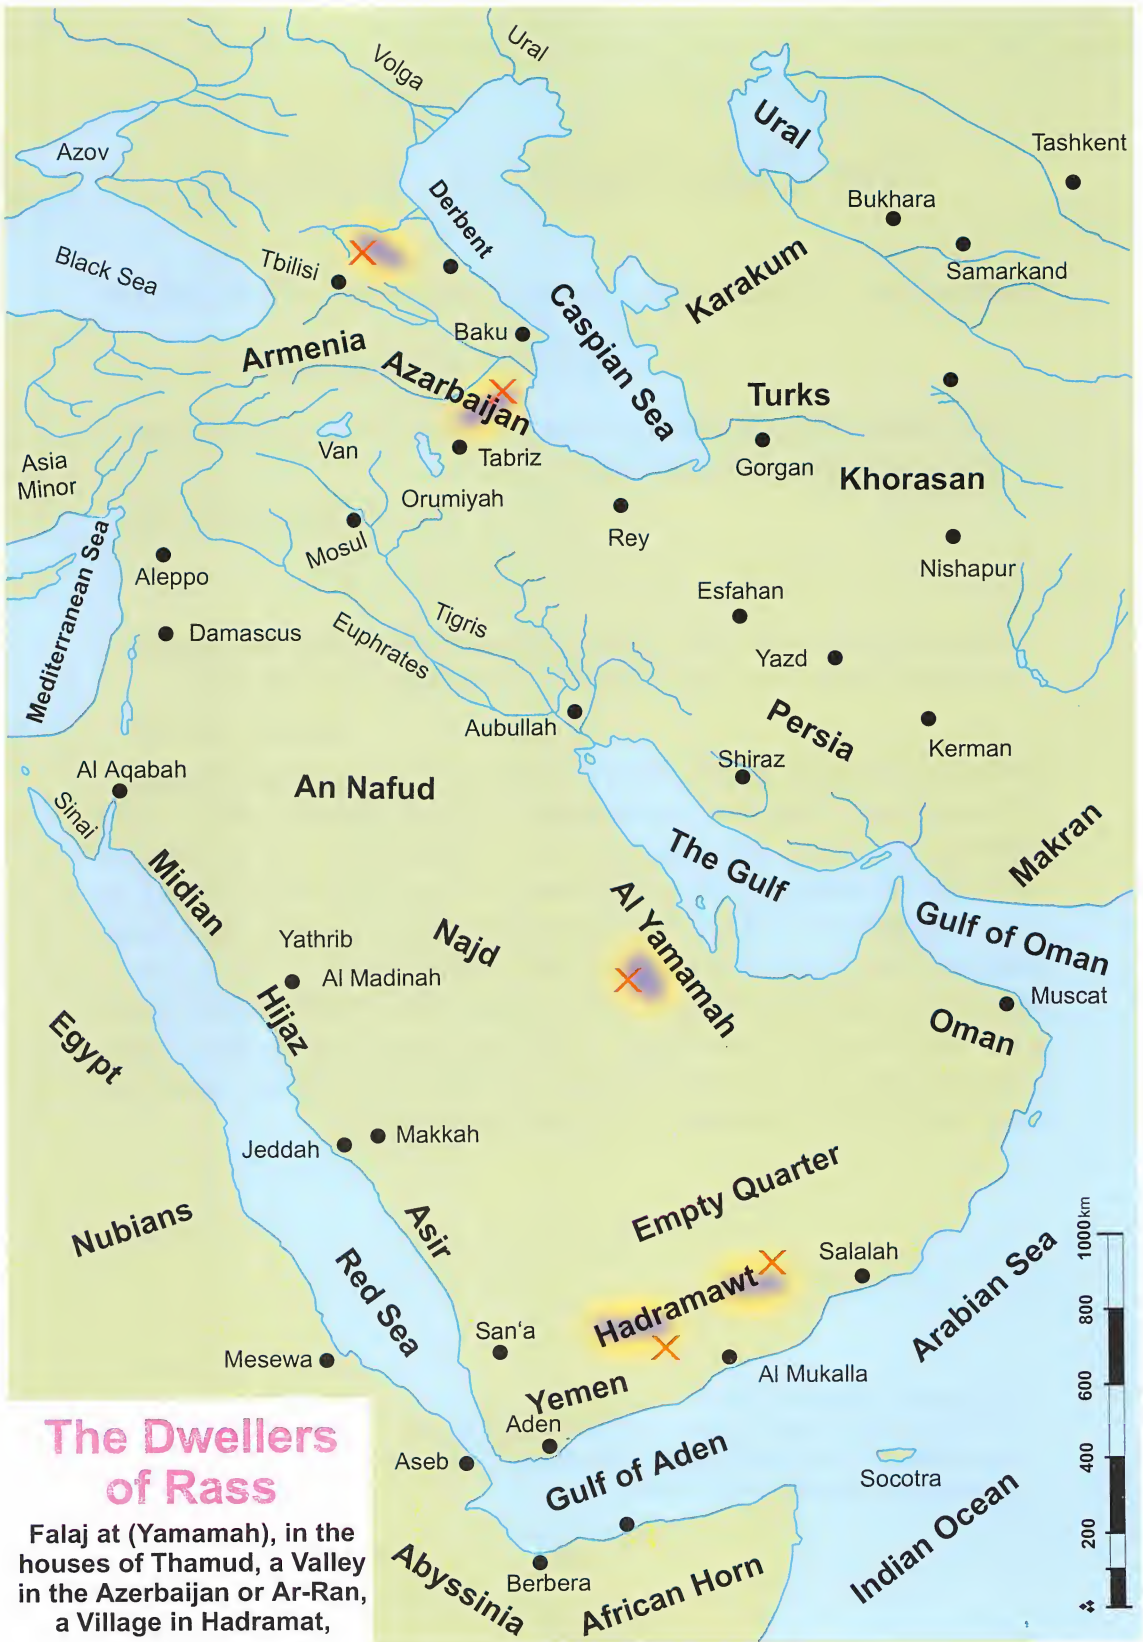 Ural
Volga
Ural
Tashkent
Azov
Bukhara
Derbent
Samarkand
Black Sea
Tbilisi
Karakum
Caspian Sea
Baku
Armenia
Azarbaijan
Turks
Van
Tabriz
Gorgan
Khorasan
Asia
Minor
Orumiyah
Rey
Mosul
Nishapur
Mediterranean Sea
Aleppo
Esfahan
Damascus
Tigris
Euphrates
Yazd
Persia
Aubullah
Kerman
Shiraz
Al Aqabah
An Nafud
Sinai
Makran
Midian
The Gulf
Al Yamamah
Gulf of Oman
Yathrib
Najd
Al Madinah
Hijaz
Muscat
Oman
Egypt
Makkah
Jeddah
Empty Quarter
Asir
Nubians
Salalah
Red Sea
Hadramawt
Arabian Sea
San‘a
Mesewa
Al Mukalla
Yemen
Aden
Aseb
Gulf of Aden
Socotra
Indian Ocean
Berbera
Abyssinia
African Horn
1000 km
800
600
400
200
The Dwellers
of Rass
Falaj at (Yamamah), in the
houses of Thamud, a Valley
in the Azerbaijan or Ar-Ran,
a Village in Hadramat,